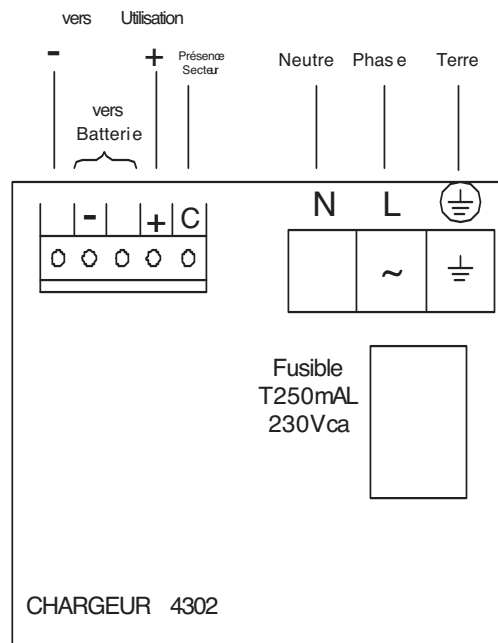 vers Utilisation
- + Présence
Secteur
Neutre Phase Terre
vers
Batterie
- + C
N L
~
Fusible
T250mAL
230Vca
CHARGEUR 4302